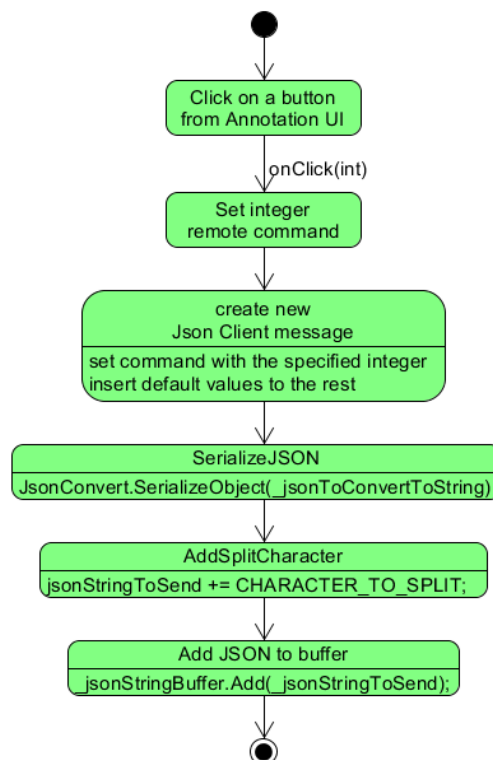 Click on a button
from Annotation UI
onClick(int)
Set integer
remote command
create new
Json Client message
set command with the specified integer
insert default values to the rest
SerializeJSON
JsonConvert.SerializeObject(_jsonToConvertToString)
AddSplitCharacter
jsonStringToSend += CHARACTER_TO_SPLIT;
Add JSON to buffer
_jsonStringBuffer.Add(_jsonStringToSend);